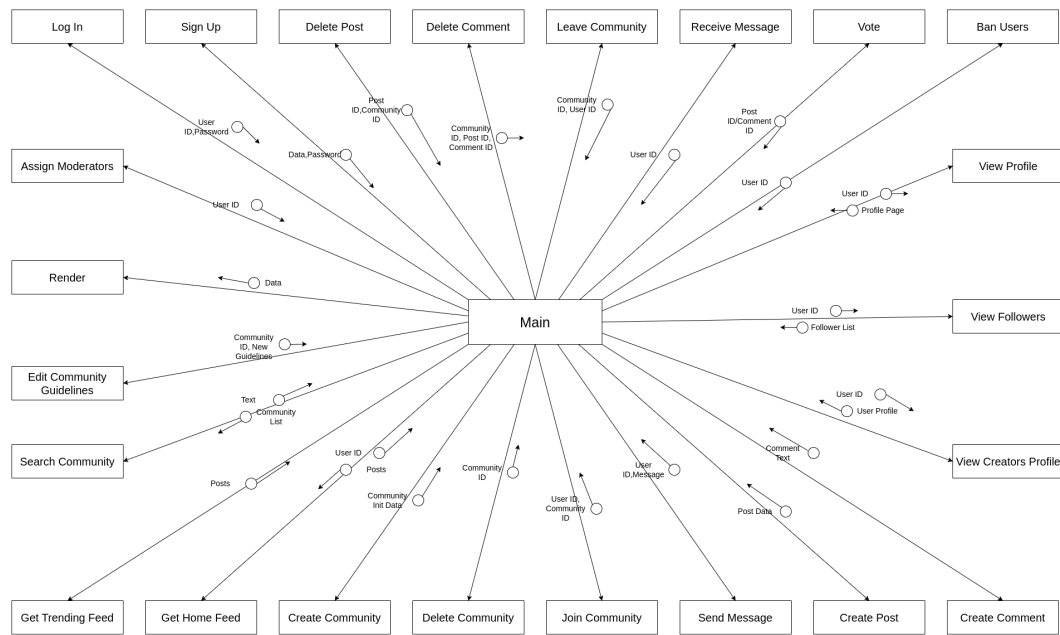 Log In
Sign Up
Delete Post
Delete Comment
Leave Community
Receive Message
Vote
Ban Users
Post
ID,Community
ID
Community
ID, User ID
Post
ID/Comment
ID
User
ID,Password
Community
ID, Post ID,
Comment ID
Data,Password
User ID
Assign Moderators
View Profile
User ID
User ID
Profile Page
User ID
Render
Data
Main
User ID
View Followers
Follower List
Community
ID, New
Guidelines
Edit Community
Guidelines
Text
Community
List
User ID
User Profile
Search Community
View Creators Profile
User ID
Posts
Community
ID
User
ID,Message
Comment
Text
Posts
Community
Init Data
User ID,
Community
ID
Post Data
Get Trending Feed
Get Home Feed
Create Community
Delete Community
Join Community
Send Message
Create Post
Create Comment